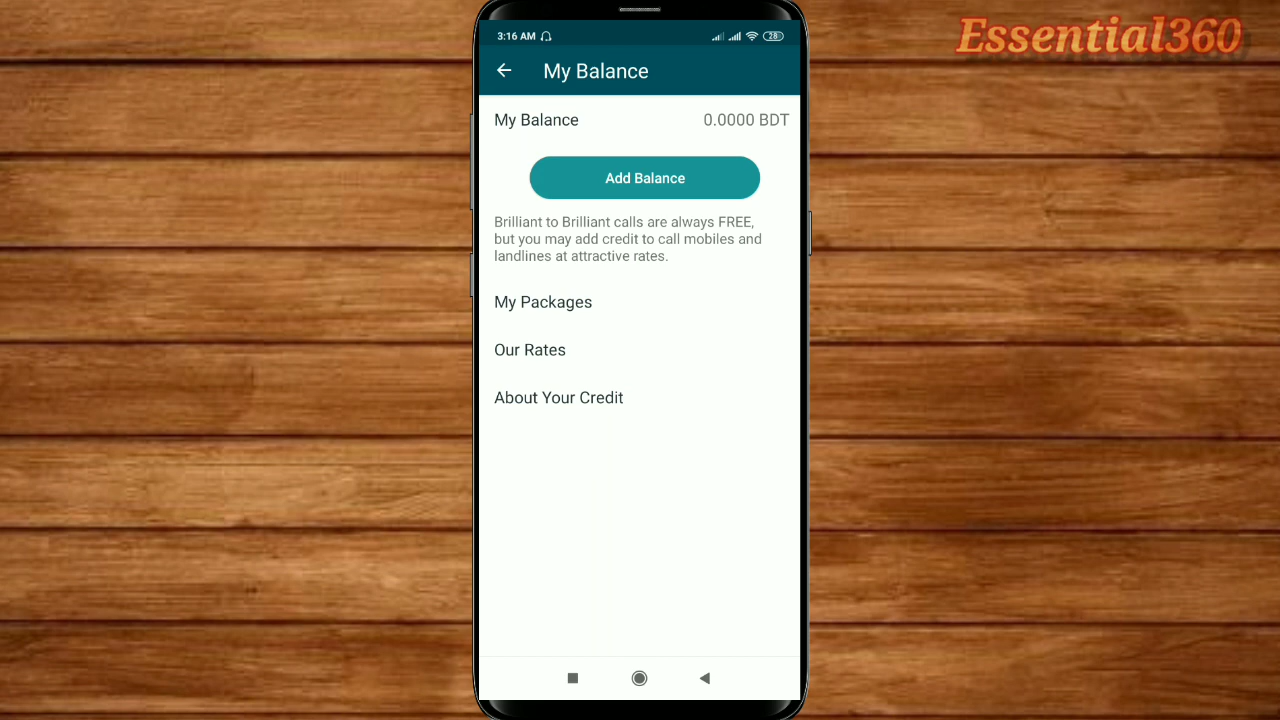 Essential360
3:16 AM
28
My Balance
My Balance 0.0000 BDT
Add Balance
Brilliant to Brilliant calls are always FREE,
but you may add credit to call mobiles and
landlines at attractive rates.
My Packages
Our Rates
About Your Credit